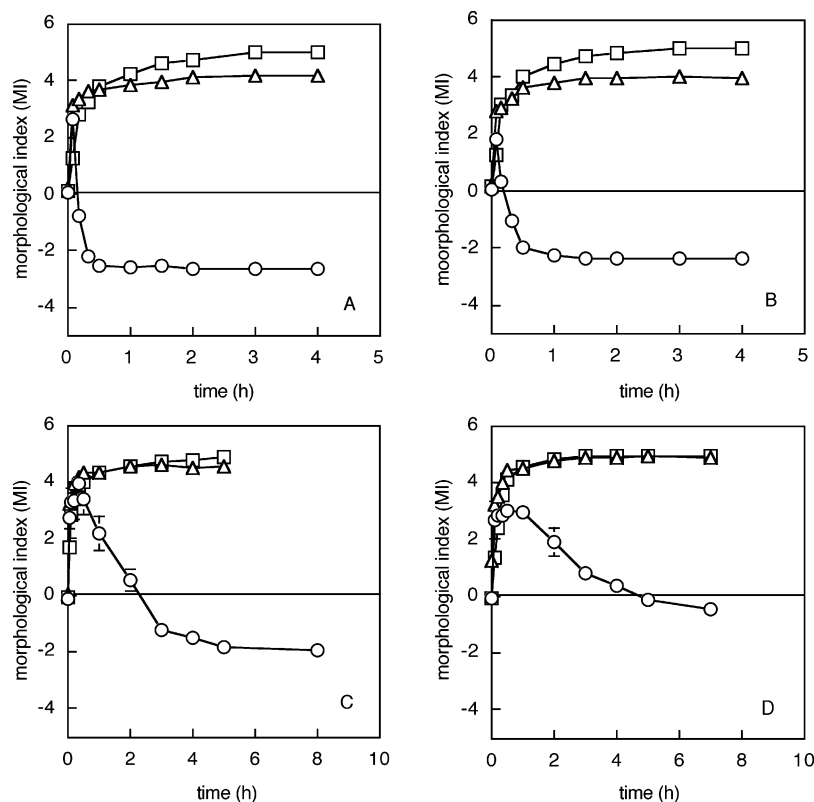 6
4
2
0
-2
-4
morphological index (MI)
A
0 1 2 3 4 5
time (h)
6
4
2
0
-2
-4
moorphological index (MI)
B
0 1 2 3 4 5
time (h)
6
4
2
0
-2
-4
morphological index (MI)
C
0 2 4 6 8 10
time (h)
6
4
2
0
-2
-4
morphological index (MI)
D
0 2 4 6 8 10
time (h)